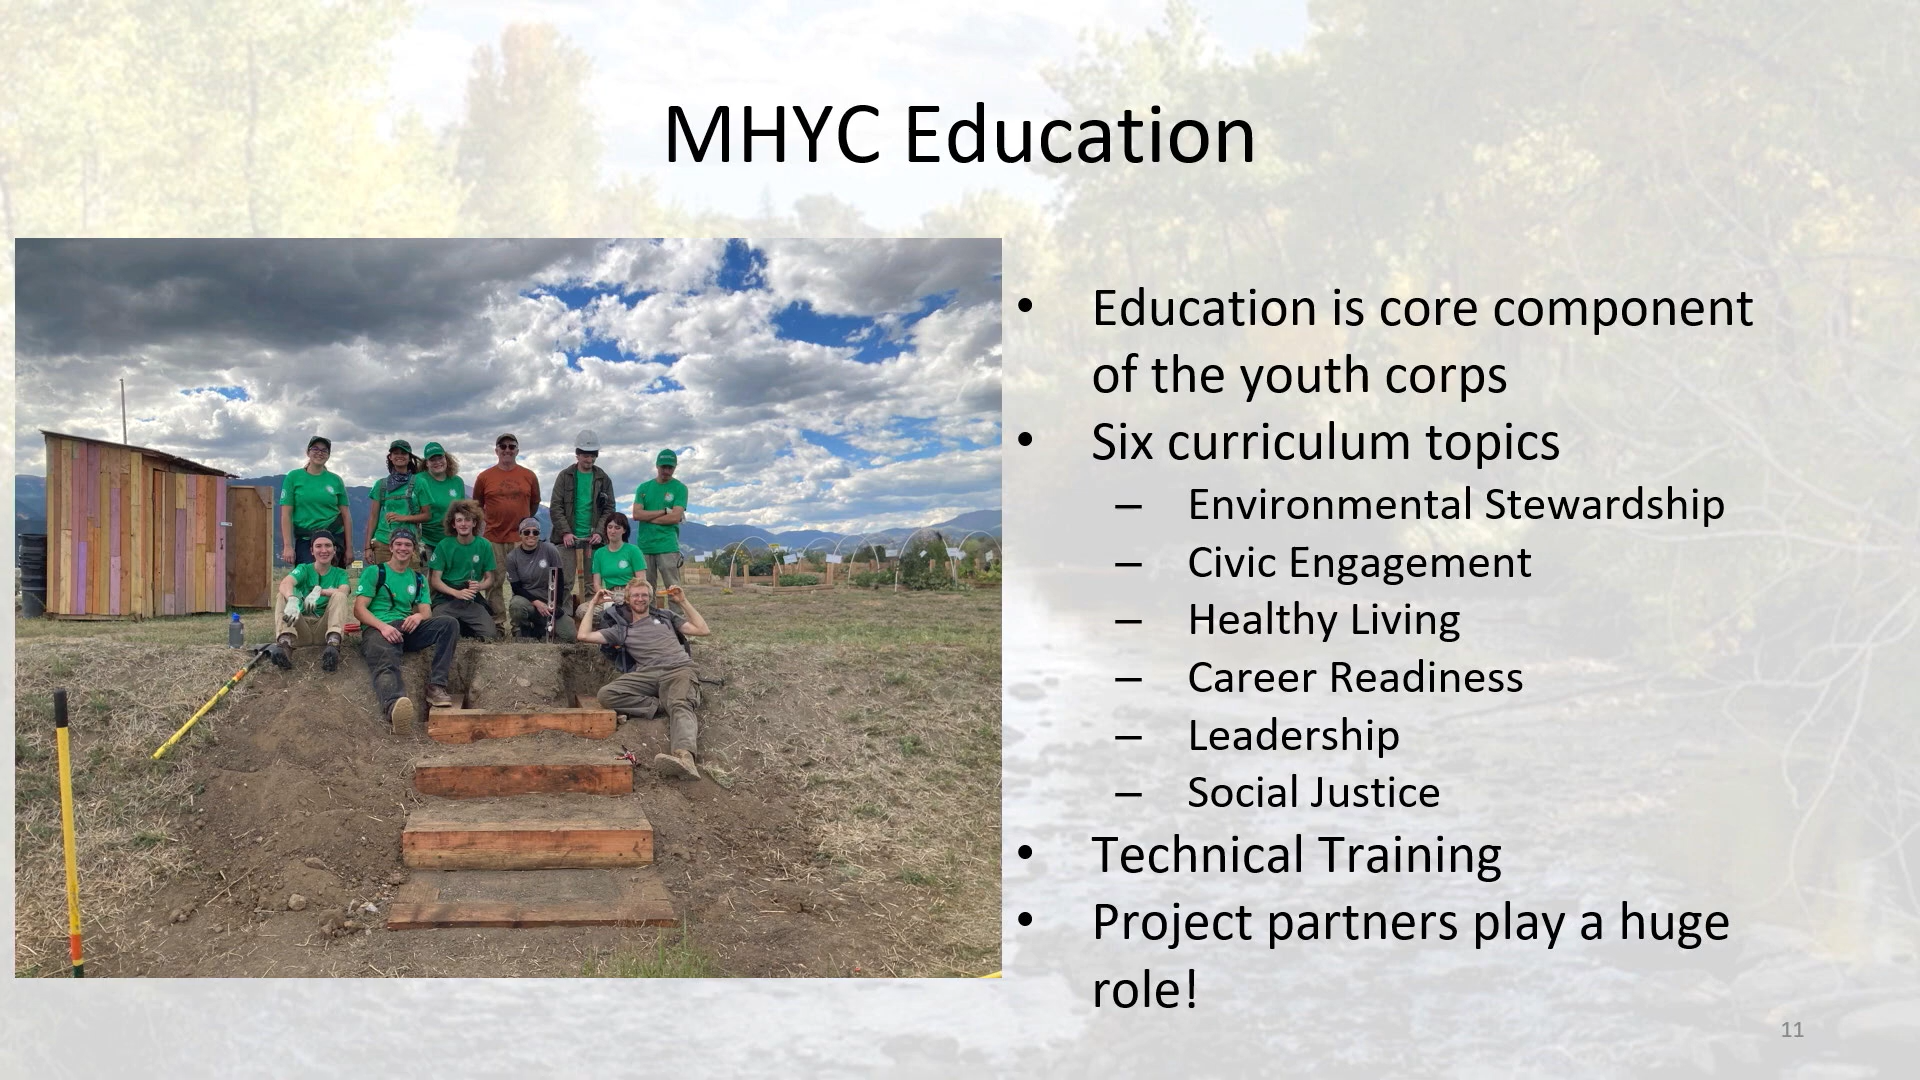 MHYC Education
• Education is core component
of the youth corps
• Six curriculum topics
– Environmental Stewardship
– Civic Engagement
– Healthy Living
– Career Readiness
– Leadership
– Social Justice
• Technical Training
• Project partners play a huge
role!
11